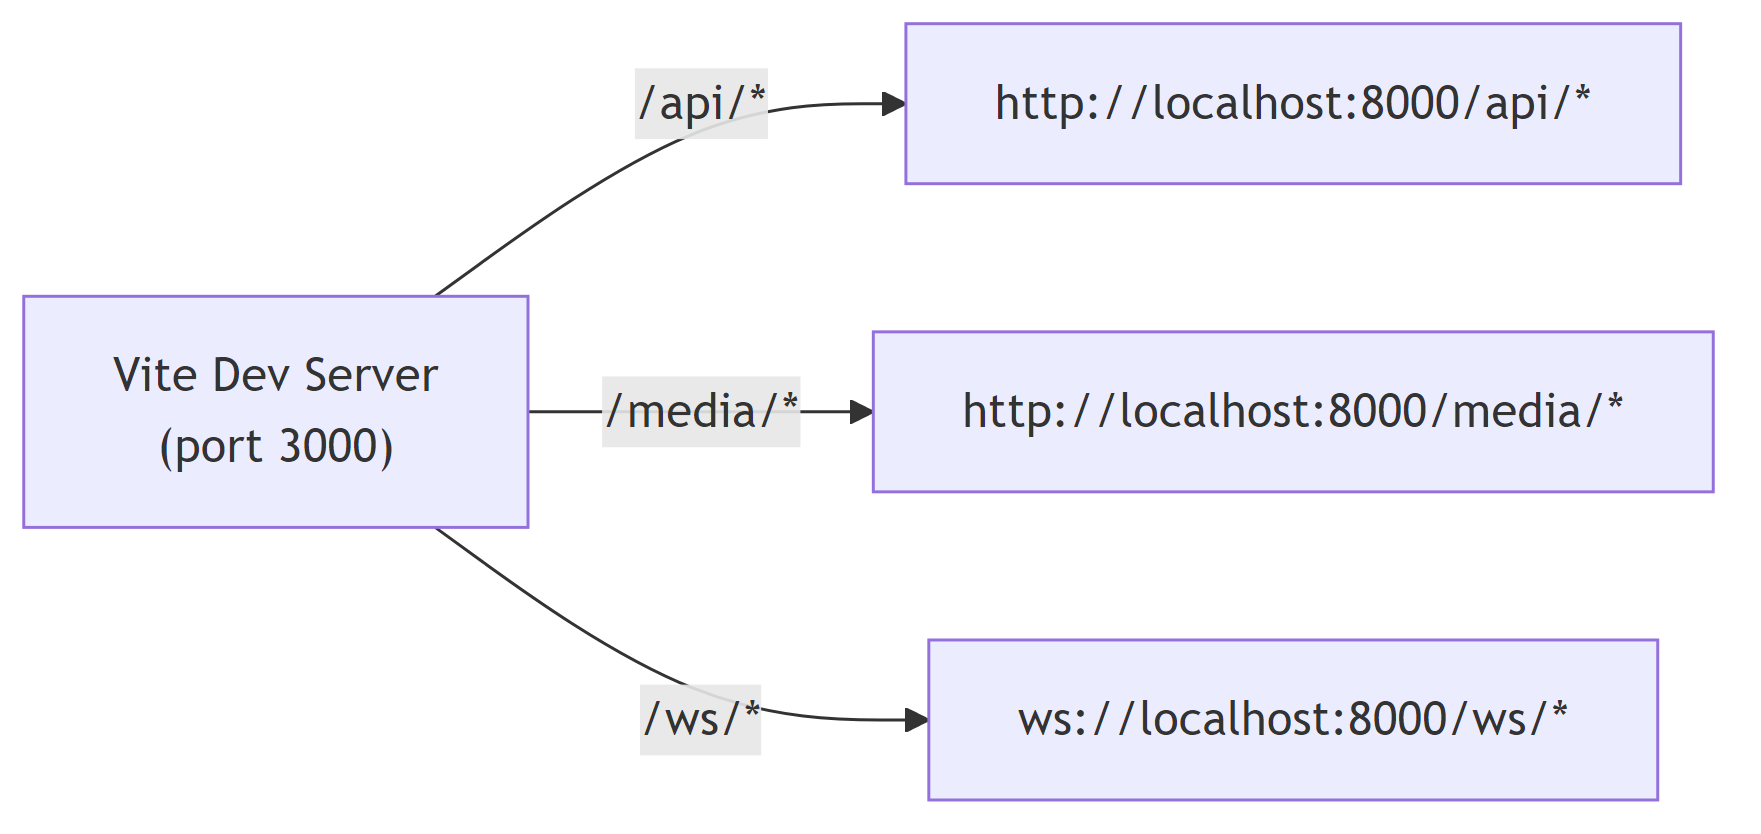 Vite Dev Server
(port 3000)
/api/*
http://localhost:8000/api/*
/media/*
http://localhost:8000/media/*
/ws/*
ws://localhost:8000/ws/*